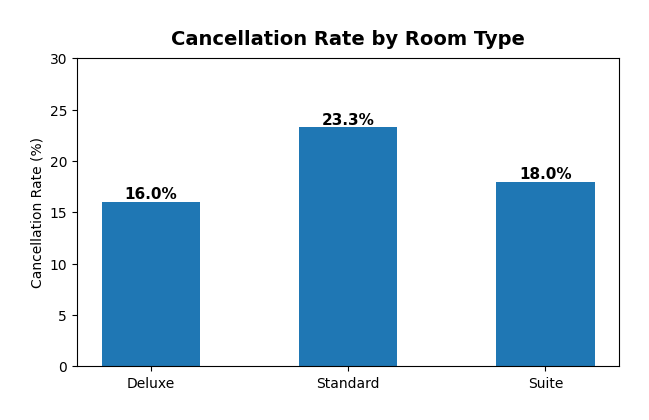 Cancellation Rate by Room Type
Cancellation Rate (%)
30
25
20
15
10
5
0
16.0%
23.3%
18.0%
Deluxe
Standard
Suite